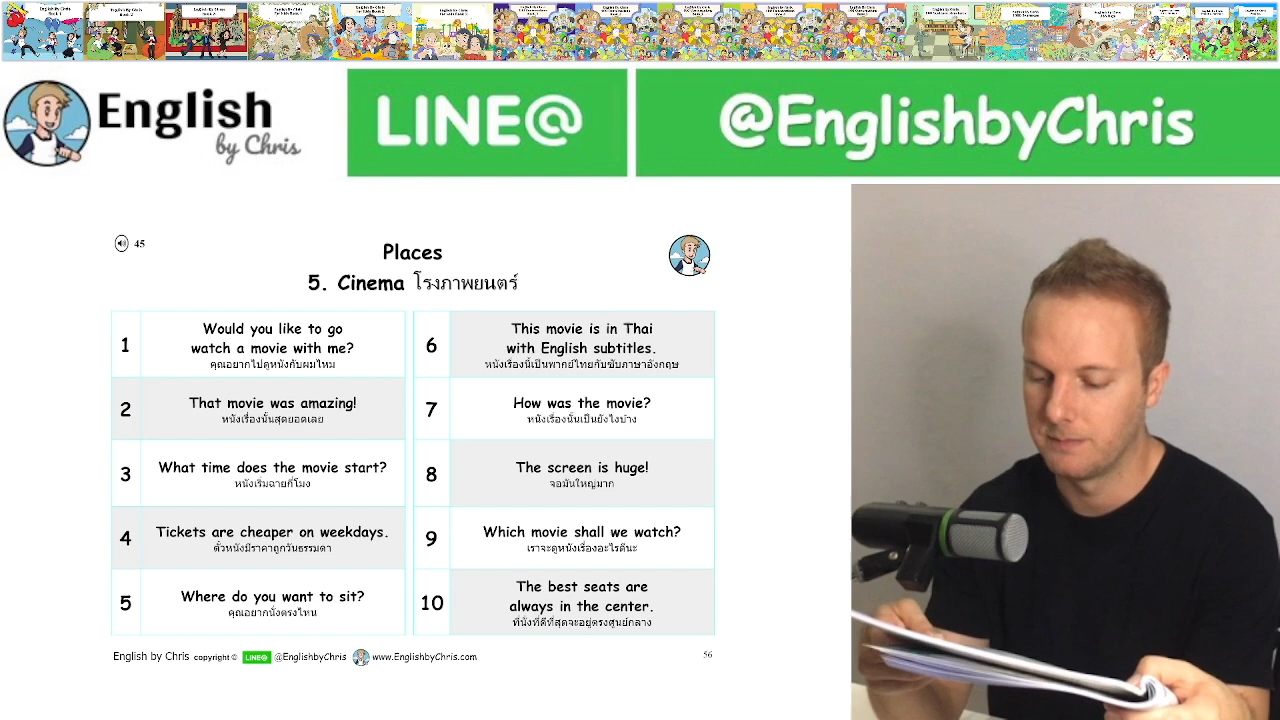 English
by Chris
LINE@
@EnglishbyChris
45
Places
5. Cinema โรงภาพยนตร์
1
Would you like to go
watch a movie with me?
คุณอยากไปดูหนังกับผมไหม
2
That movie was amazing!
หนังเรื่องนั้นสุดยอดเลย
3
What time does the movie start?
หนังเริ่มฉายกี่โมง
4
Tickets are cheaper on weekdays.
ตั๋วหนังมีราคาถูกวันธรรมดา
5
Where do you want to sit?
คุณอยากนั่งตรงไหน
6
This movie is in Thai
with English subtitles.
หนังเรื่องนี้เป็นพากย์ไทยกับซับภาษาอังกฤษ
7
How was the movie?
หนังเรื่องนั้นเป็นยังไงบ้าง
8
The screen is huge!
จอมันใหญ่มาก
9
Which movie shall we watch?
เราจะดูหนังเรื่องอะไรดีนะ
10
The best seats are
always in the center.
ที่นั่งที่ดีที่สุดจะอยู่ตรงศูนย์กลาง
English by Chris copyright © LINE@ @EnglishbyChris www.EnglishbyChris.com
56